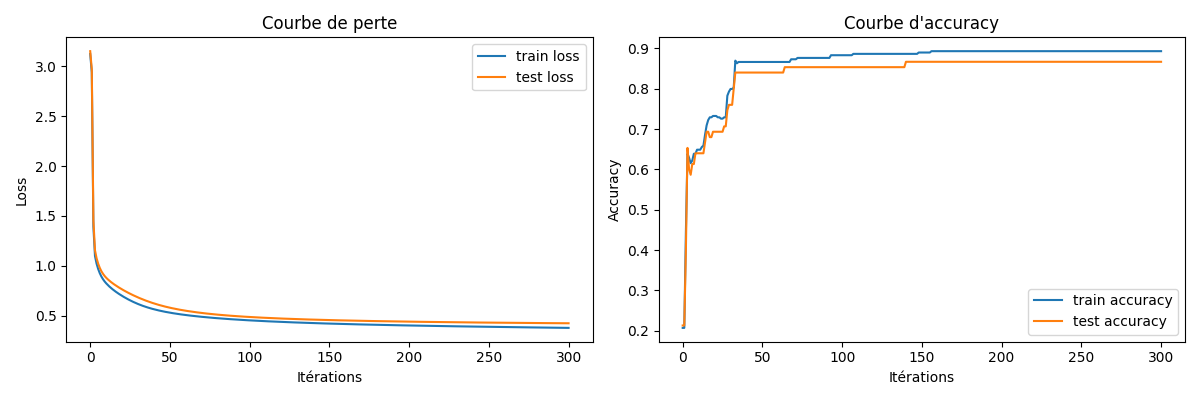 Courbe de perte
Loss
3.0
2.5
2.0
1.5
1.0
0.5
0
50
100
150
200
250
300
Itérations
train loss
test loss
Courbe d'accuracy
Accuracy
0.9
0.8
0.7
0.6
0.5
0.4
0.3
0.2
0
50
100
150
200
250
300
Itérations
train accuracy
test accuracy